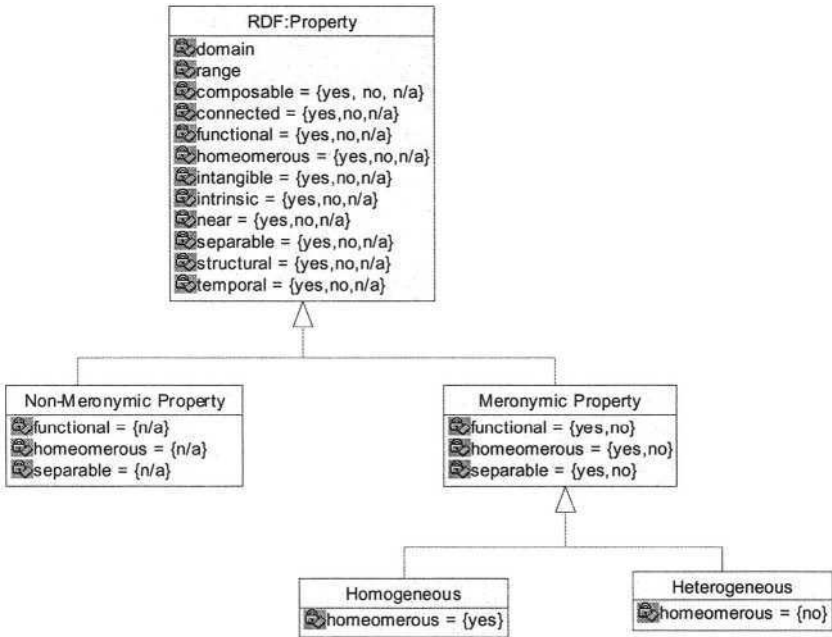 RDF:Property
domain
range
composable = {yes, no, n/a}
connected = {yes,no,n/a}
functional = {yes,no,n/a}
homeomerous = {yes,no,n/a}
intangible = {yes,no,n/a}
intrinsic = {yes,no,n/a}
near = {yes,no,n/a}
separable = {yes,no,n/a}
structural = {yes,no,n/a}
temporal = {yes,no,n/a}
Non-Meronymic Property
functional = {n/a}
homeomerous = {n/a}
separable = {n/a}
Meronymic Property
functional = {yes,no}
homeomerous = {yes,no}
separable = {yes,no}
Homogeneous
homeomerous = {yes}
Heterogeneous
homeomerous = {no}